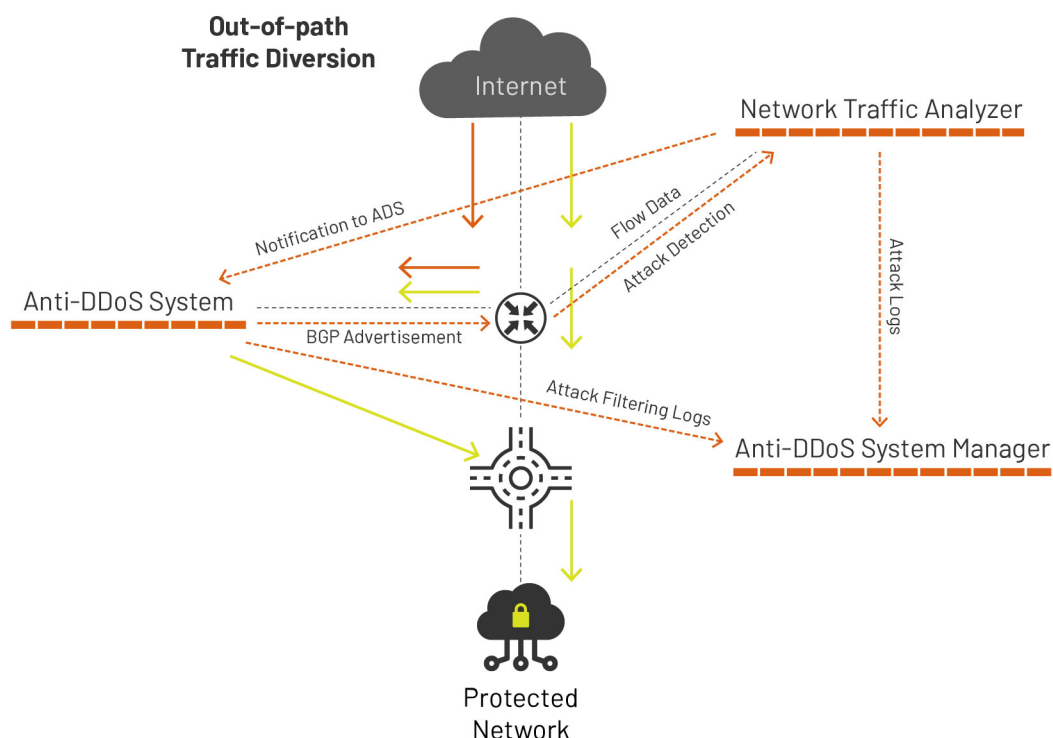 Out-of-path
Traffic Diversion
Internet
Network Traffic Analyzer
Notification to ADS
Flow Data
Attack Detection
Attack Logs
Anti-DDoS System
BGP Advertisement
Attack Filtering Logs
Anti-DDoS System Manager
Protected
Network